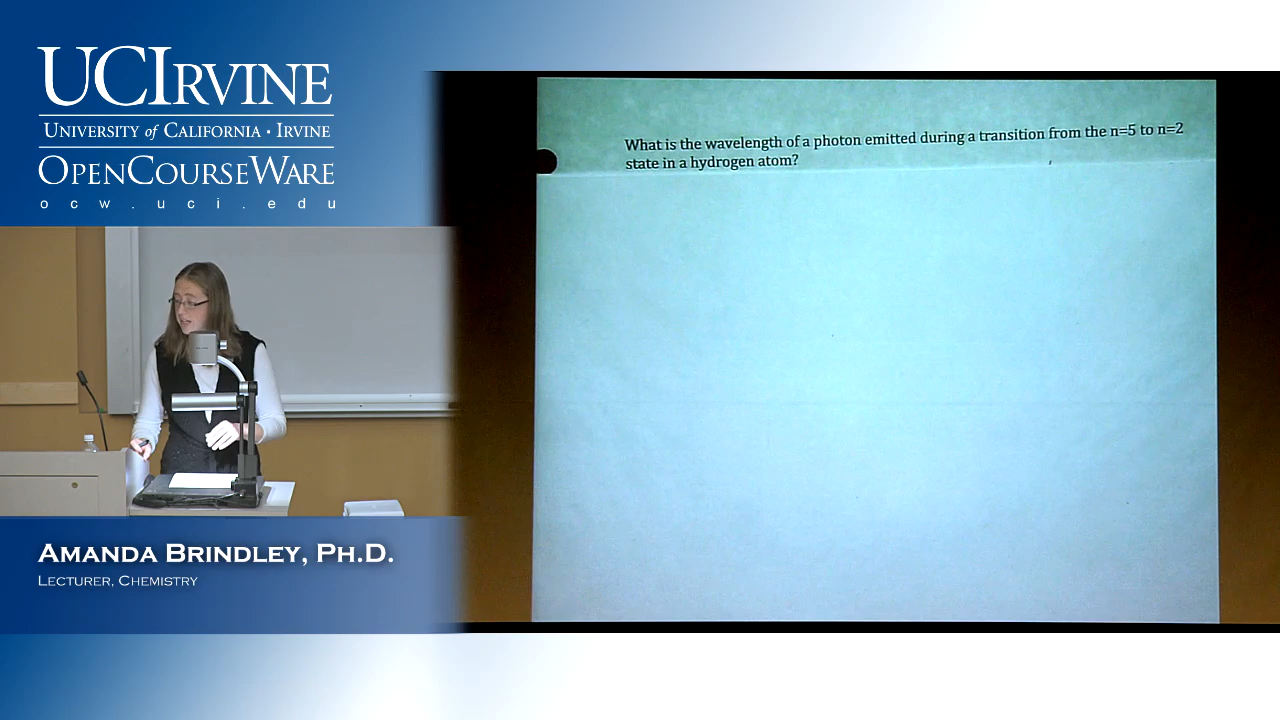 UCIRVINE
UNIVERSITY of CALIFORNIA · IRVINE
OPENCOURSEWARE
ocw.uci.edu
AMANDA BRINDLEY, PH.D.
LECTURER, CHEMISTRY
What is the wavelength of a photon emitted during a transition from the n=5 to n=2
state in a hydrogen atom?